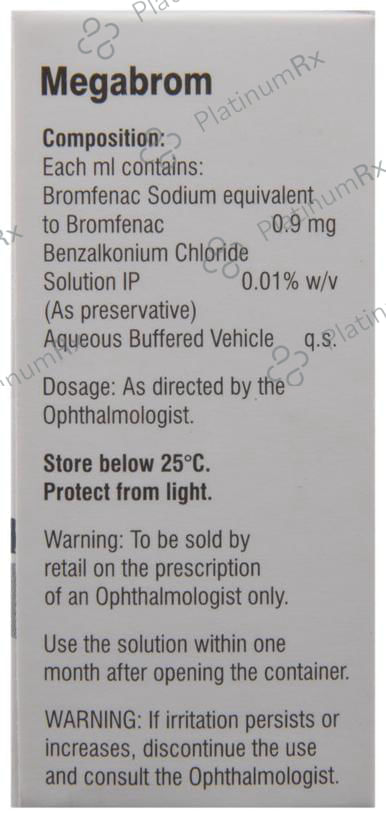 Megabrom
Composition:
Each ml contains:
Bromfenac Sodium equivalent
to Bromfenac 0.9 mg
Benzalkonium Chloride
Solution IP 0.01% w/v
(As preservative)
Aqueous Buffered Vehicle q.s.
Dosage: As directed by the
Ophthalmologist.
Store below 25°C.
Protect from light.
Warning: To be sold by
retail on the prescription
of an Ophthalmologist only.
Use the solution within one
month after opening the container.
WARNING: If irritation persists or
increases, discontinue the use
and consult the Ophthalmologist.
PlatinumRx
PlatinumRx